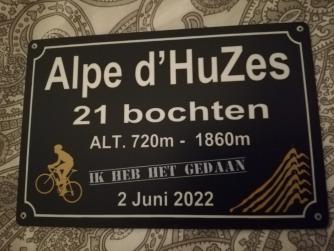 Alpe d'HuZes
21 bochten
ALT. 720m - 1860m
IK HEB HET GEDAAN
2 Juni 2022